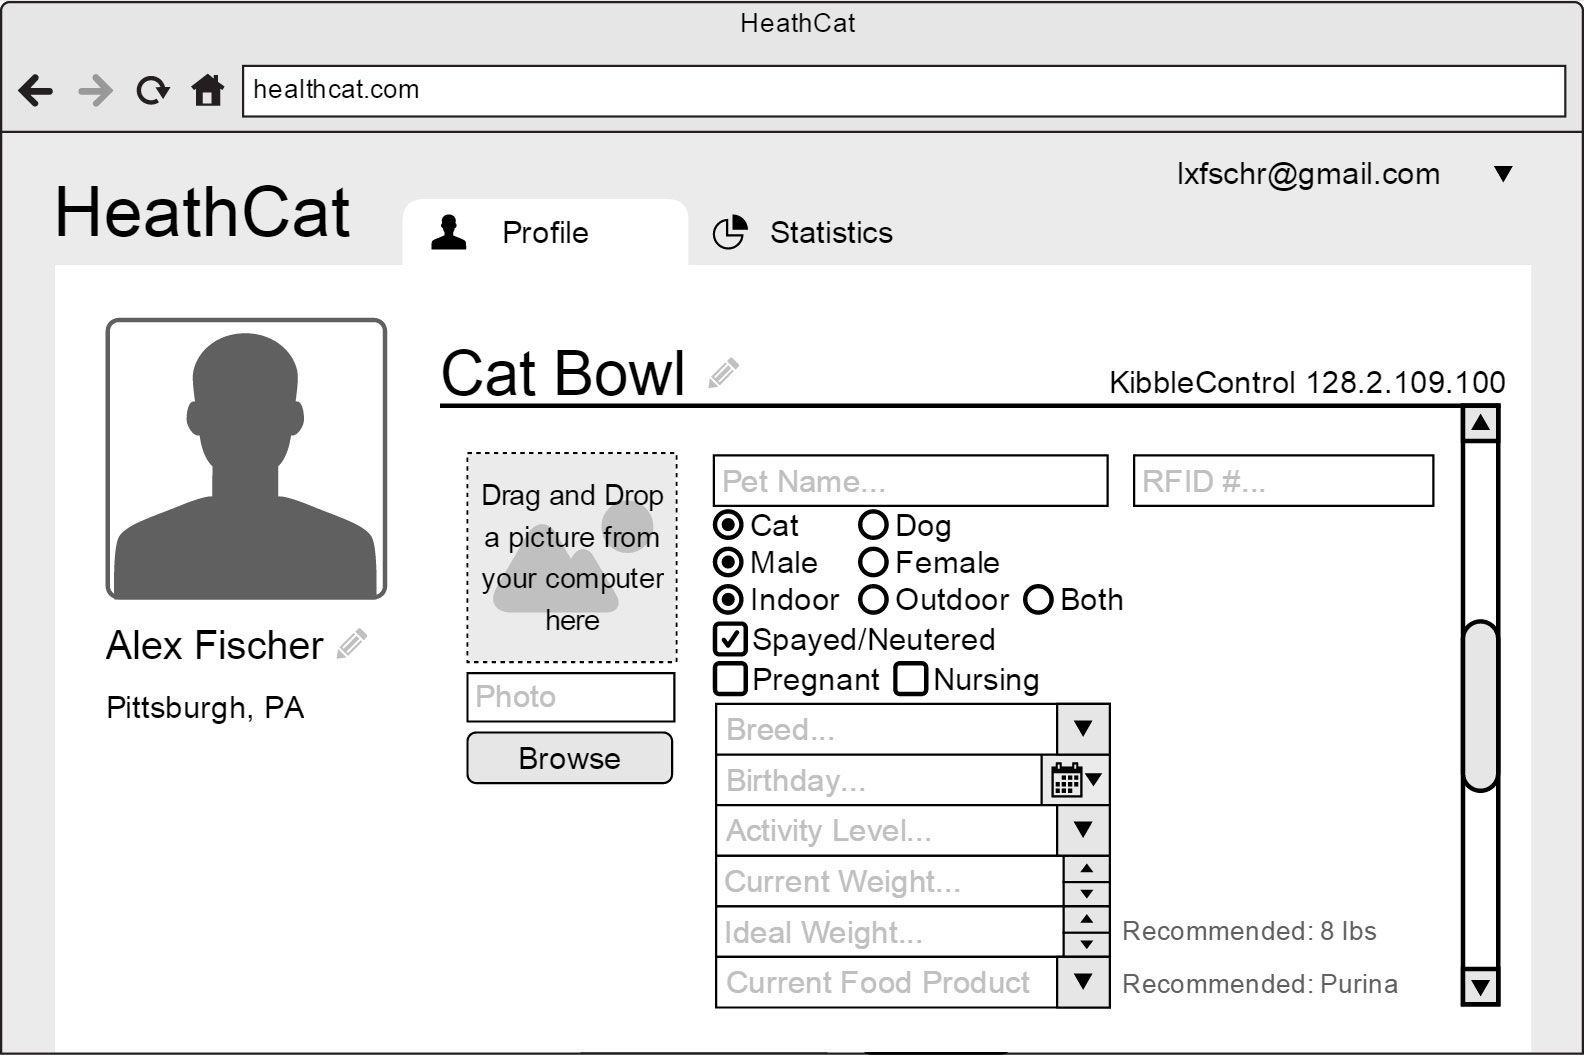 HeathCat
healthcat.com
lxfschr@gmail.com
HeathCat
Profile
Statistics
Cat Bowl
KibbleControl 128.2.109.100
Drag and Drop
a picture from
your computer
here
Photo
Browse
Alex Fischer
Pittsburgh, PA
Pet Name...
RFID #...
Cat Dog
Male Female
Indoor Outdoor Both
Spayed/Neutered
Pregnant Nursing
Breed...
Birthday...
Activity Level...
Current Weight...
Ideal Weight...
Recommended: 8 lbs
Current Food Product
Recommended: Purina